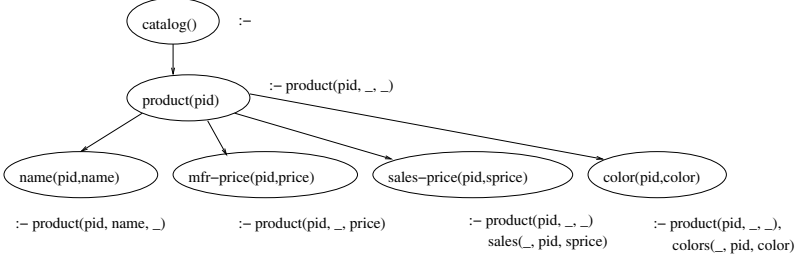 catalog() :−
:− product(pid, _, _)
product(pid)
name(pid,name) mfr−price(pid,price) sales−price(pid,sprice) color(pid,color)
:− product(pid, name, _) :− product(pid, _, price) :− product(pid, _, _) :− product(pid, _, _),
sales(_, pid, sprice) colors(_, pid, color)